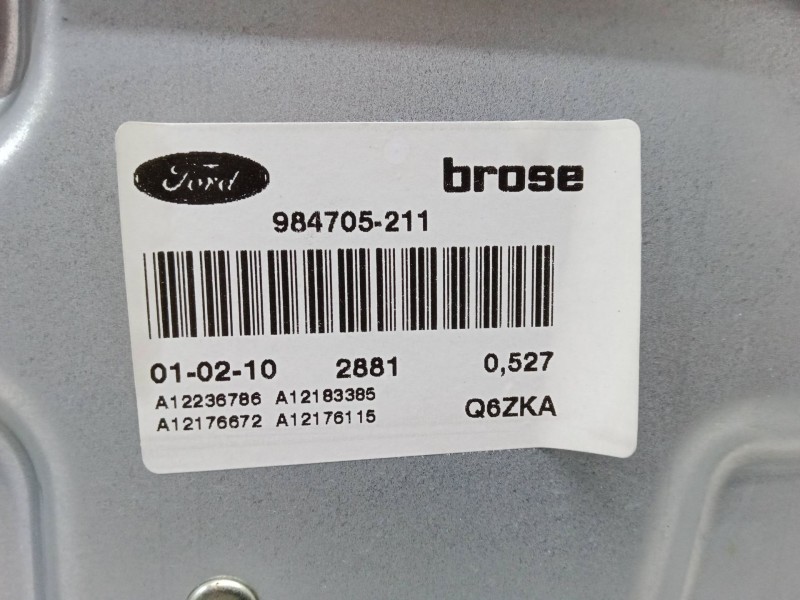 Ford brose
984705-211
01-02-10 2881 0,527
A12236786 A12183385
A12176672 A12176115 Q6ZKA